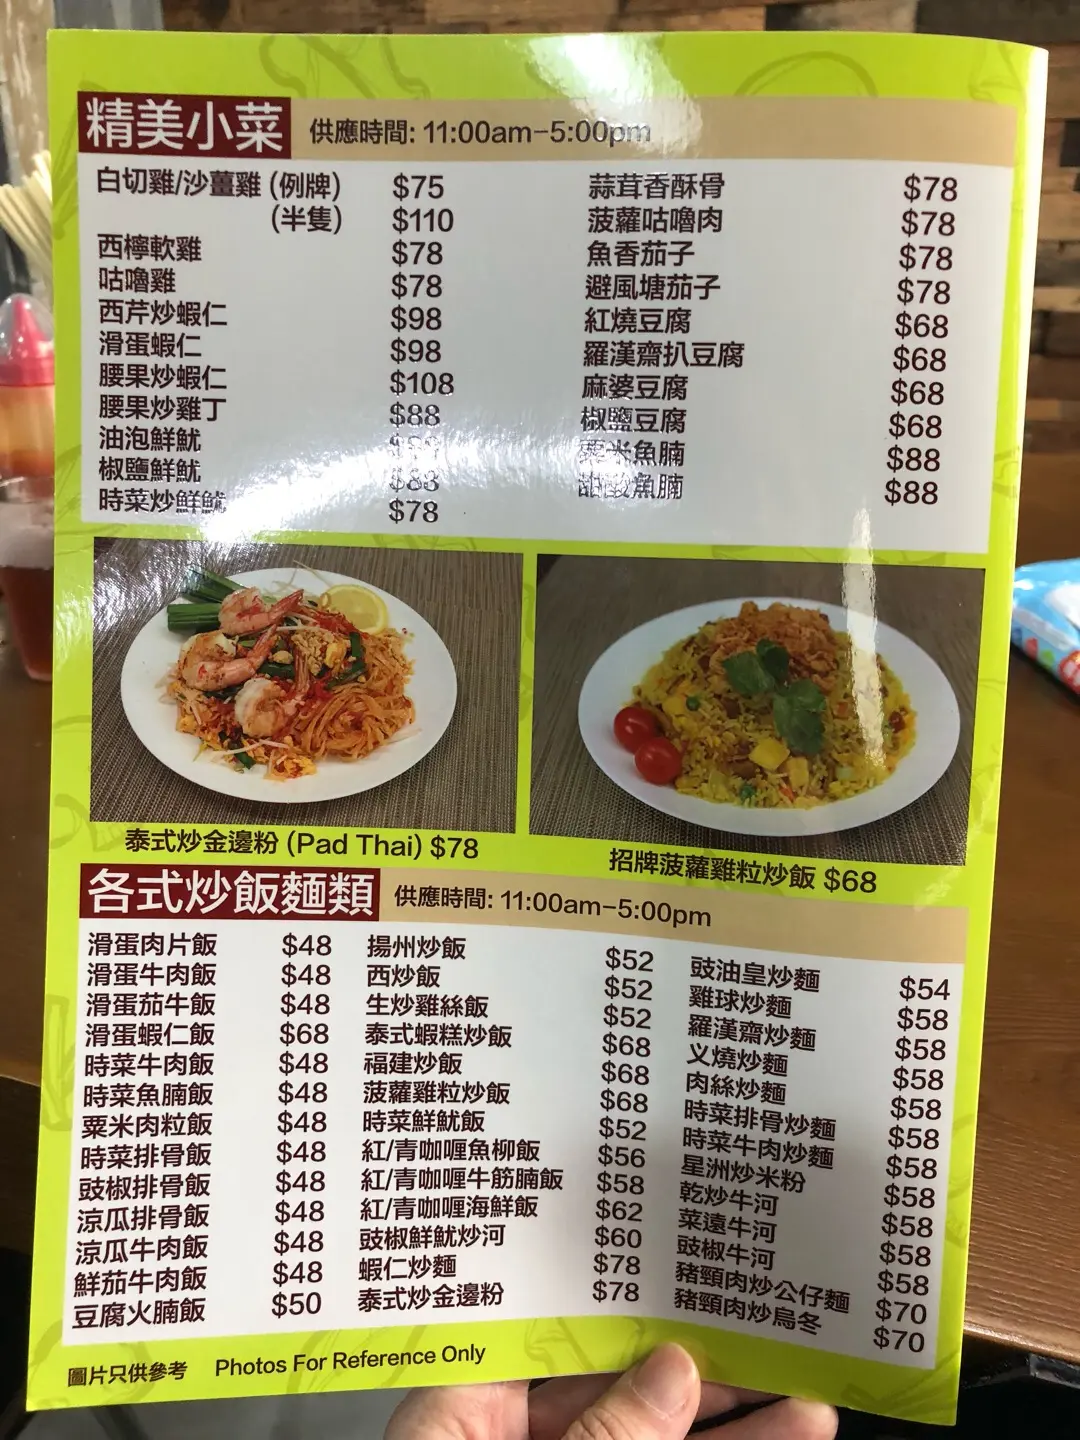 精美小菜 供應時間: 11:00am-5:00pm
白切雞/沙薑雞 (例牌) $75
(半隻) $110
西檸軟雞 $78
咕嚕雞 $78
西芹炒蝦仁 $98
滑蛋蝦仁 $98
腰果炒蝦仁 $108
腰果炒雞丁 $88
油泡鮮魷
椒鹽鮮魷 $88
時菜炒鮮魷 $78
蒜茸香酥骨 $78
菠蘿咕嚕肉 $78
魚香茄子 $78
避風塘茄子 $78
紅燒豆腐 $68
羅漢齋扒豆腐 $68
麻婆豆腐 $68
椒鹽豆腐 $68
粟米魚腩 $88
甜酸魚腩 $88
泰式炒金邊粉 (Pad Thai) $78
招牌菠蘿雞粒炒飯 $68
各式炒飯麵類 供應時間: 11:00am-5:00pm
滑蛋肉片飯 $48
滑蛋牛肉飯 $48
滑蛋茄牛飯 $48
滑蛋蝦仁飯 $68
時菜牛肉飯 $48
時菜魚腩飯 $48
粟米肉粒飯 $48
時菜排骨飯 $48
豉椒排骨飯 $48
涼瓜排骨飯 $48
涼瓜牛肉飯 $48
鮮茄牛肉飯 $48
豆腐火腩飯 $50
揚州炒飯 $52
西炒飯 $52
生炒雞絲飯 $52
泰式蝦糕炒飯 $68
福建炒飯 $68
菠蘿雞粒炒飯 $68
時菜鮮魷飯 $52
紅/青咖喱魚柳飯 $56
紅/青咖喱牛筋腩飯 $58
紅/青咖喱海鮮飯 $62
豉椒鮮魷炒河 $60
蝦仁炒麵 $78
泰式炒金邊粉 $78
豉油皇炒麵 $54
雞球炒麵 $58
羅漢齋炒麵 $58
义燒炒麵 $58
肉絲炒麵 $58
時菜排骨炒麵 $58
時菜牛肉炒麵 $58
星洲炒米粉 $58
乾炒牛河 $58
菜遠牛河 $58
豉椒牛河 $58
豬頸肉炒公仔麵 $70
豬頸肉炒烏冬 $70
圖片只供參考 Photos For Reference Only